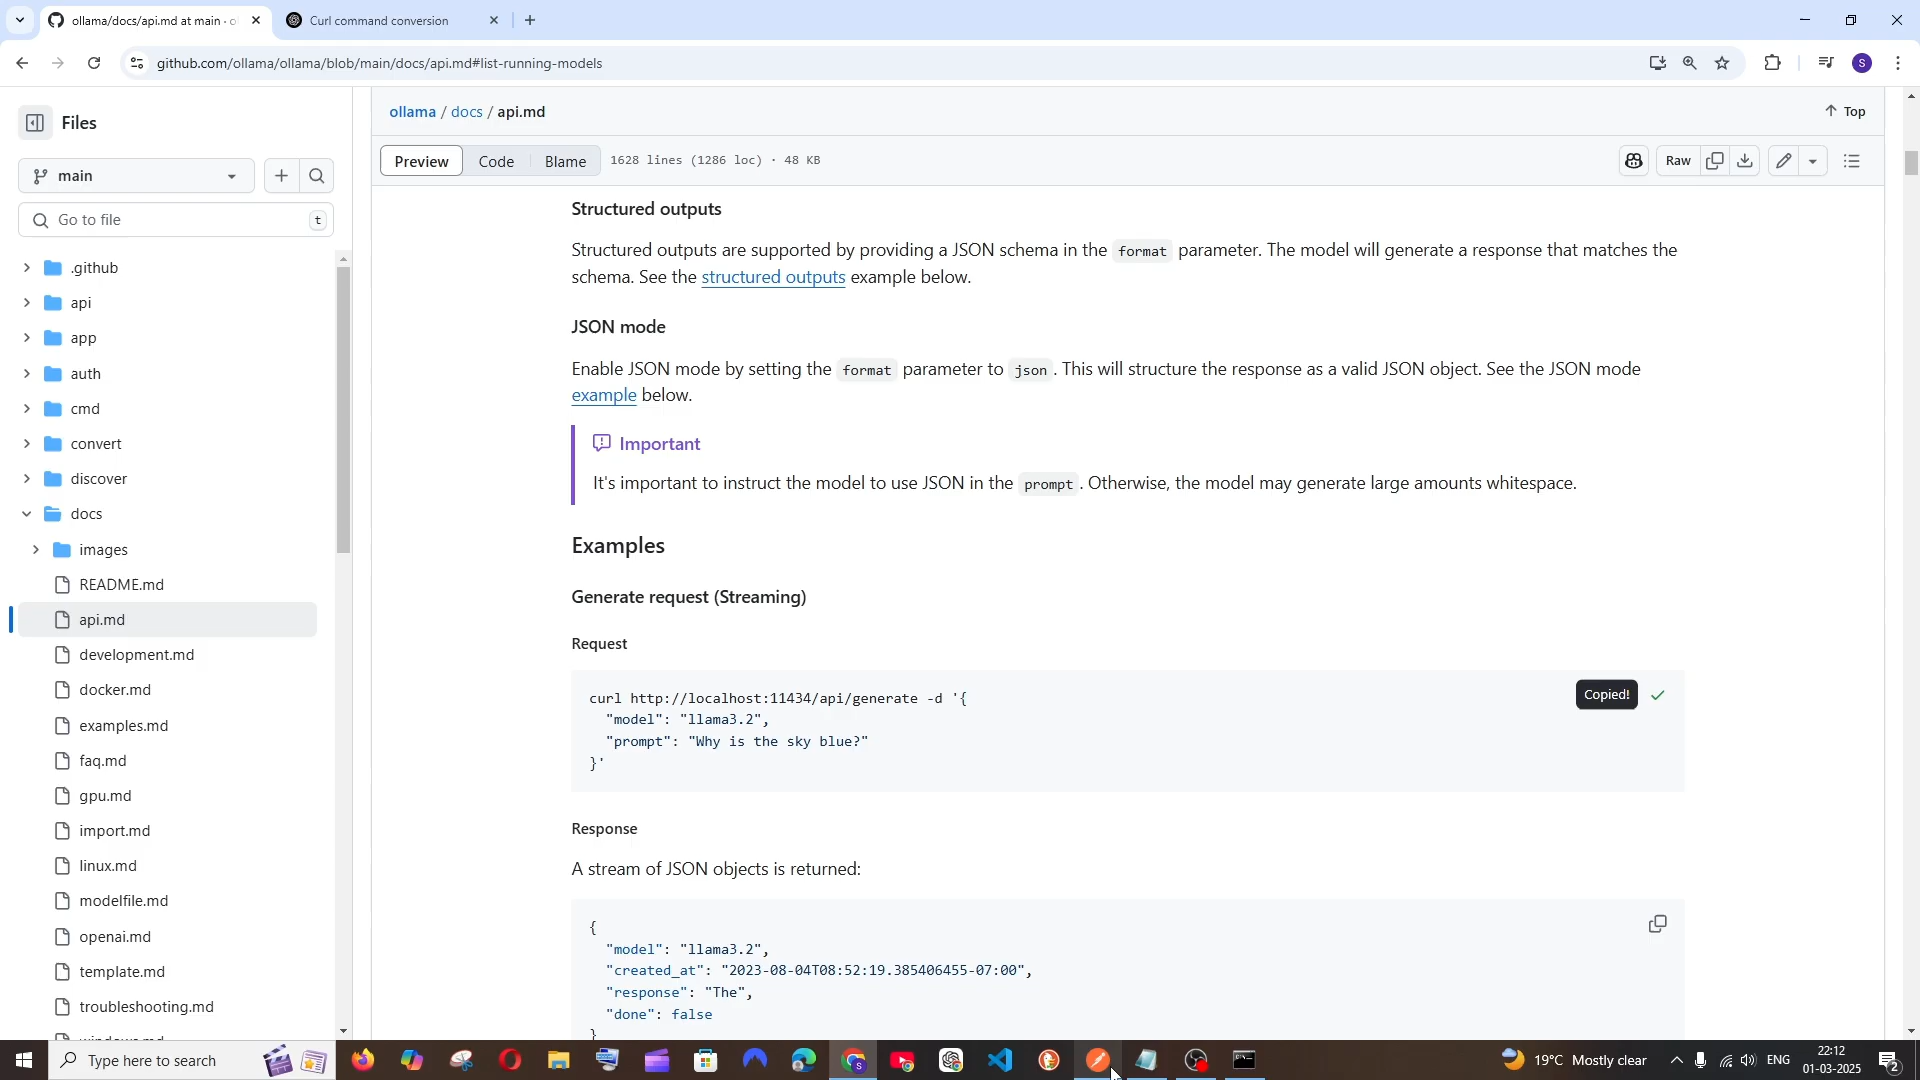 ollama/docs/api.md at main · o
Curl command conversion
github.com/ollama/ollama/blob/main/docs/api.md#list-running-models
S
Files
main
Go to file
t
.github
api
app
auth
cmd
convert
discover
docs
images
README.md
api.md
development.md
docker.md
examples.md
faq.md
gpu.md
import.md
linux.md
modelfile.md
openai.md
template.md
troubleshooting.md
windows.md
ollama / docs / api.md
Top
Preview
Code
Blame
1628 lines (1286 loc) · 48 KB
Raw
Structured outputs
Structured outputs are supported by providing a JSON schema in the format parameter. The model will generate a response that matches the
schema. See the structured outputs example below.
JSON mode
Enable JSON mode by setting the format parameter to json. This will structure the response as a valid JSON object. See the JSON mode
example below.
Important
It's important to instruct the model to use JSON in the prompt. Otherwise, the model may generate large amounts whitespace.
Examples
Generate request (Streaming)
Request
curl http://localhost:11434/api/generate -d '{
"model": "llama3.2",
"prompt": "Why is the sky blue?"
}'
Copied!
Response
A stream of JSON objects is returned:
{
"model": "llama3.2",
"created_at": "2023-08-04T08:52:19.385406455-07:00",
"response": "The",
"done": false
}
Type here to search
19°C Mostly clear
ENG
22:12
01-03-2025
2